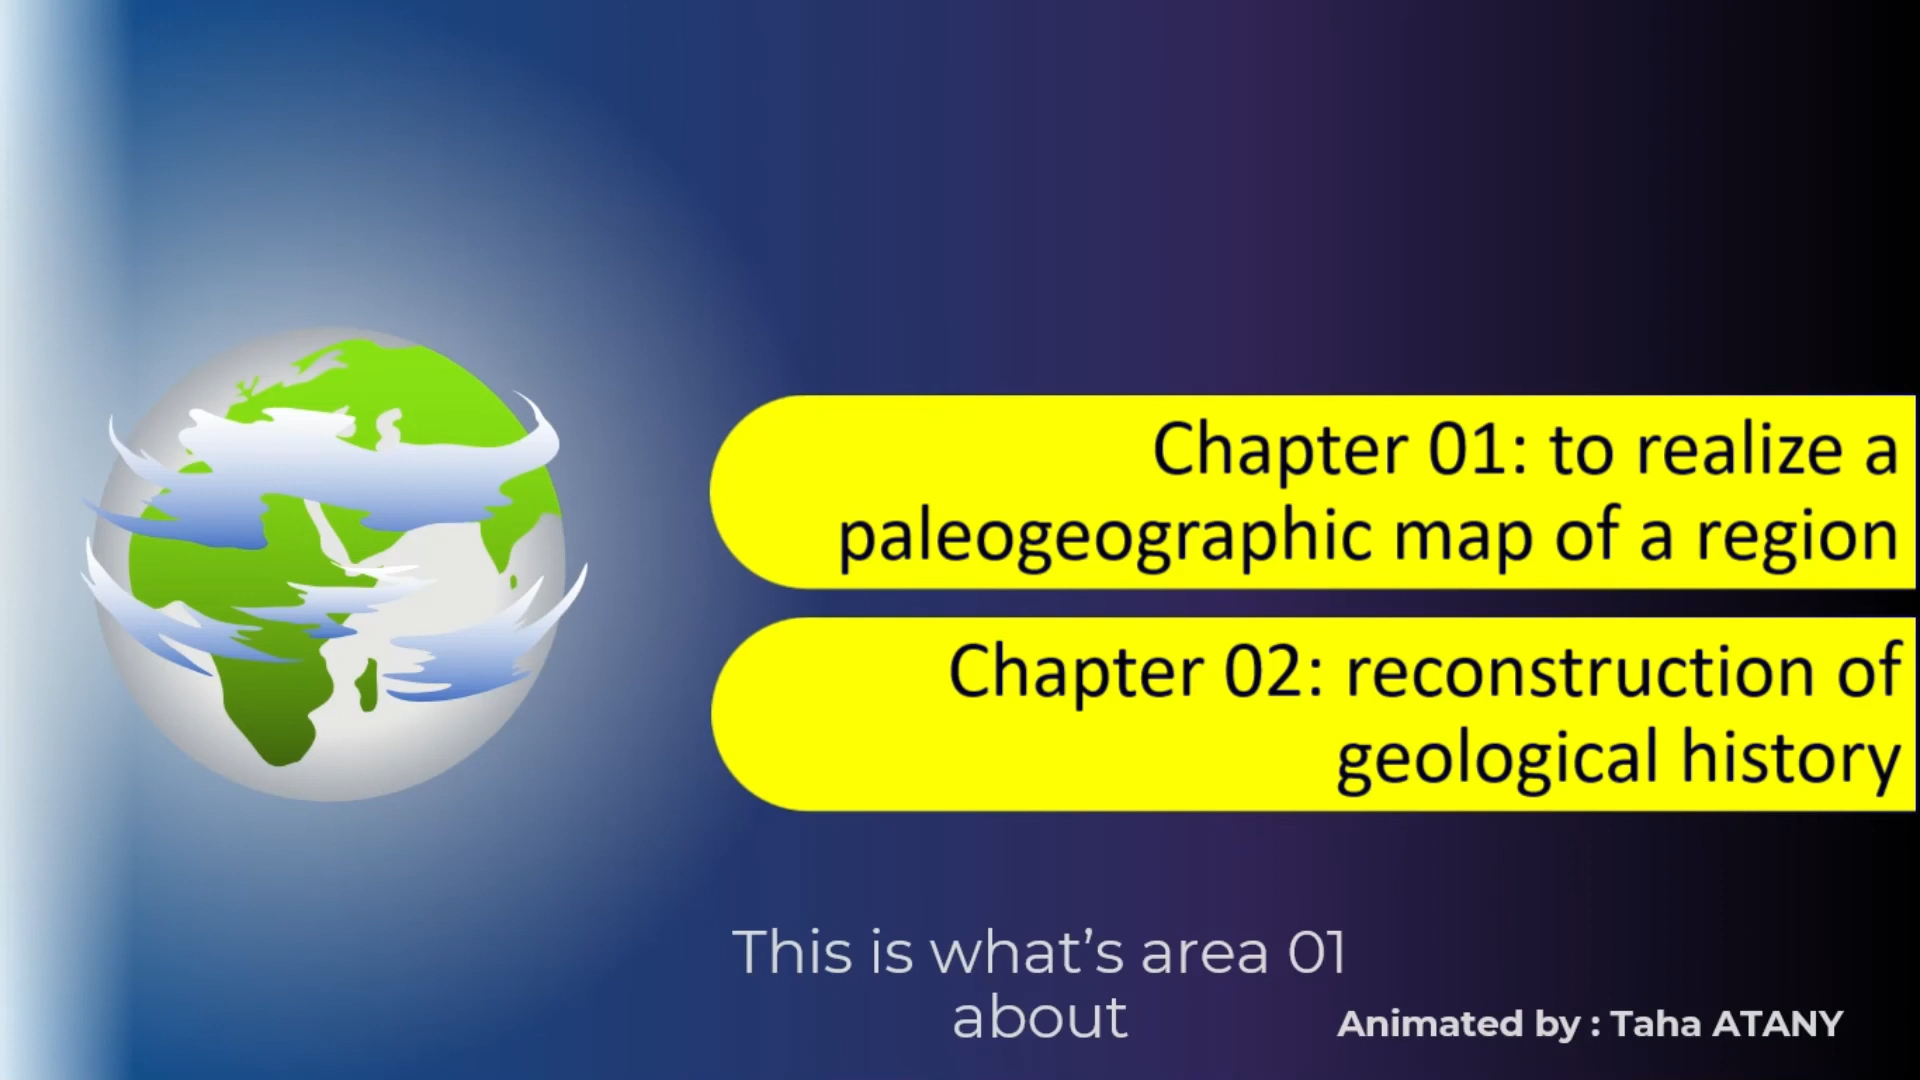 Chapter 01: to realize a
paleogeographic map of a region
Chapter 02: reconstruction of
geological history
This is what’s area 01
about
Animated by : Taha ATANY